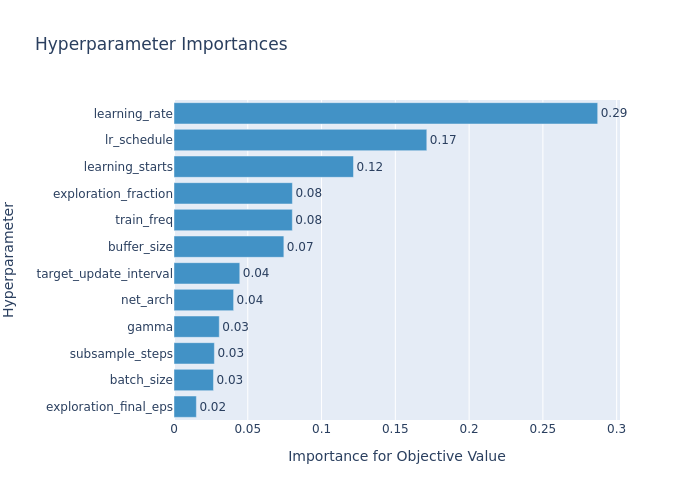 Hyperparameter Importances
Hyperparameter
learning_rate 0.29
lr_schedule 0.17
learning_starts 0.12
exploration_fraction 0.08
train_freq 0.08
buffer_size 0.07
target_update_interval 0.04
net_arch 0.04
gamma 0.03
subsample_steps 0.03
batch_size 0.03
exploration_final_eps 0.02
0 0.05 0.1 0.15 0.2 0.25 0.3
Importance for Objective Value